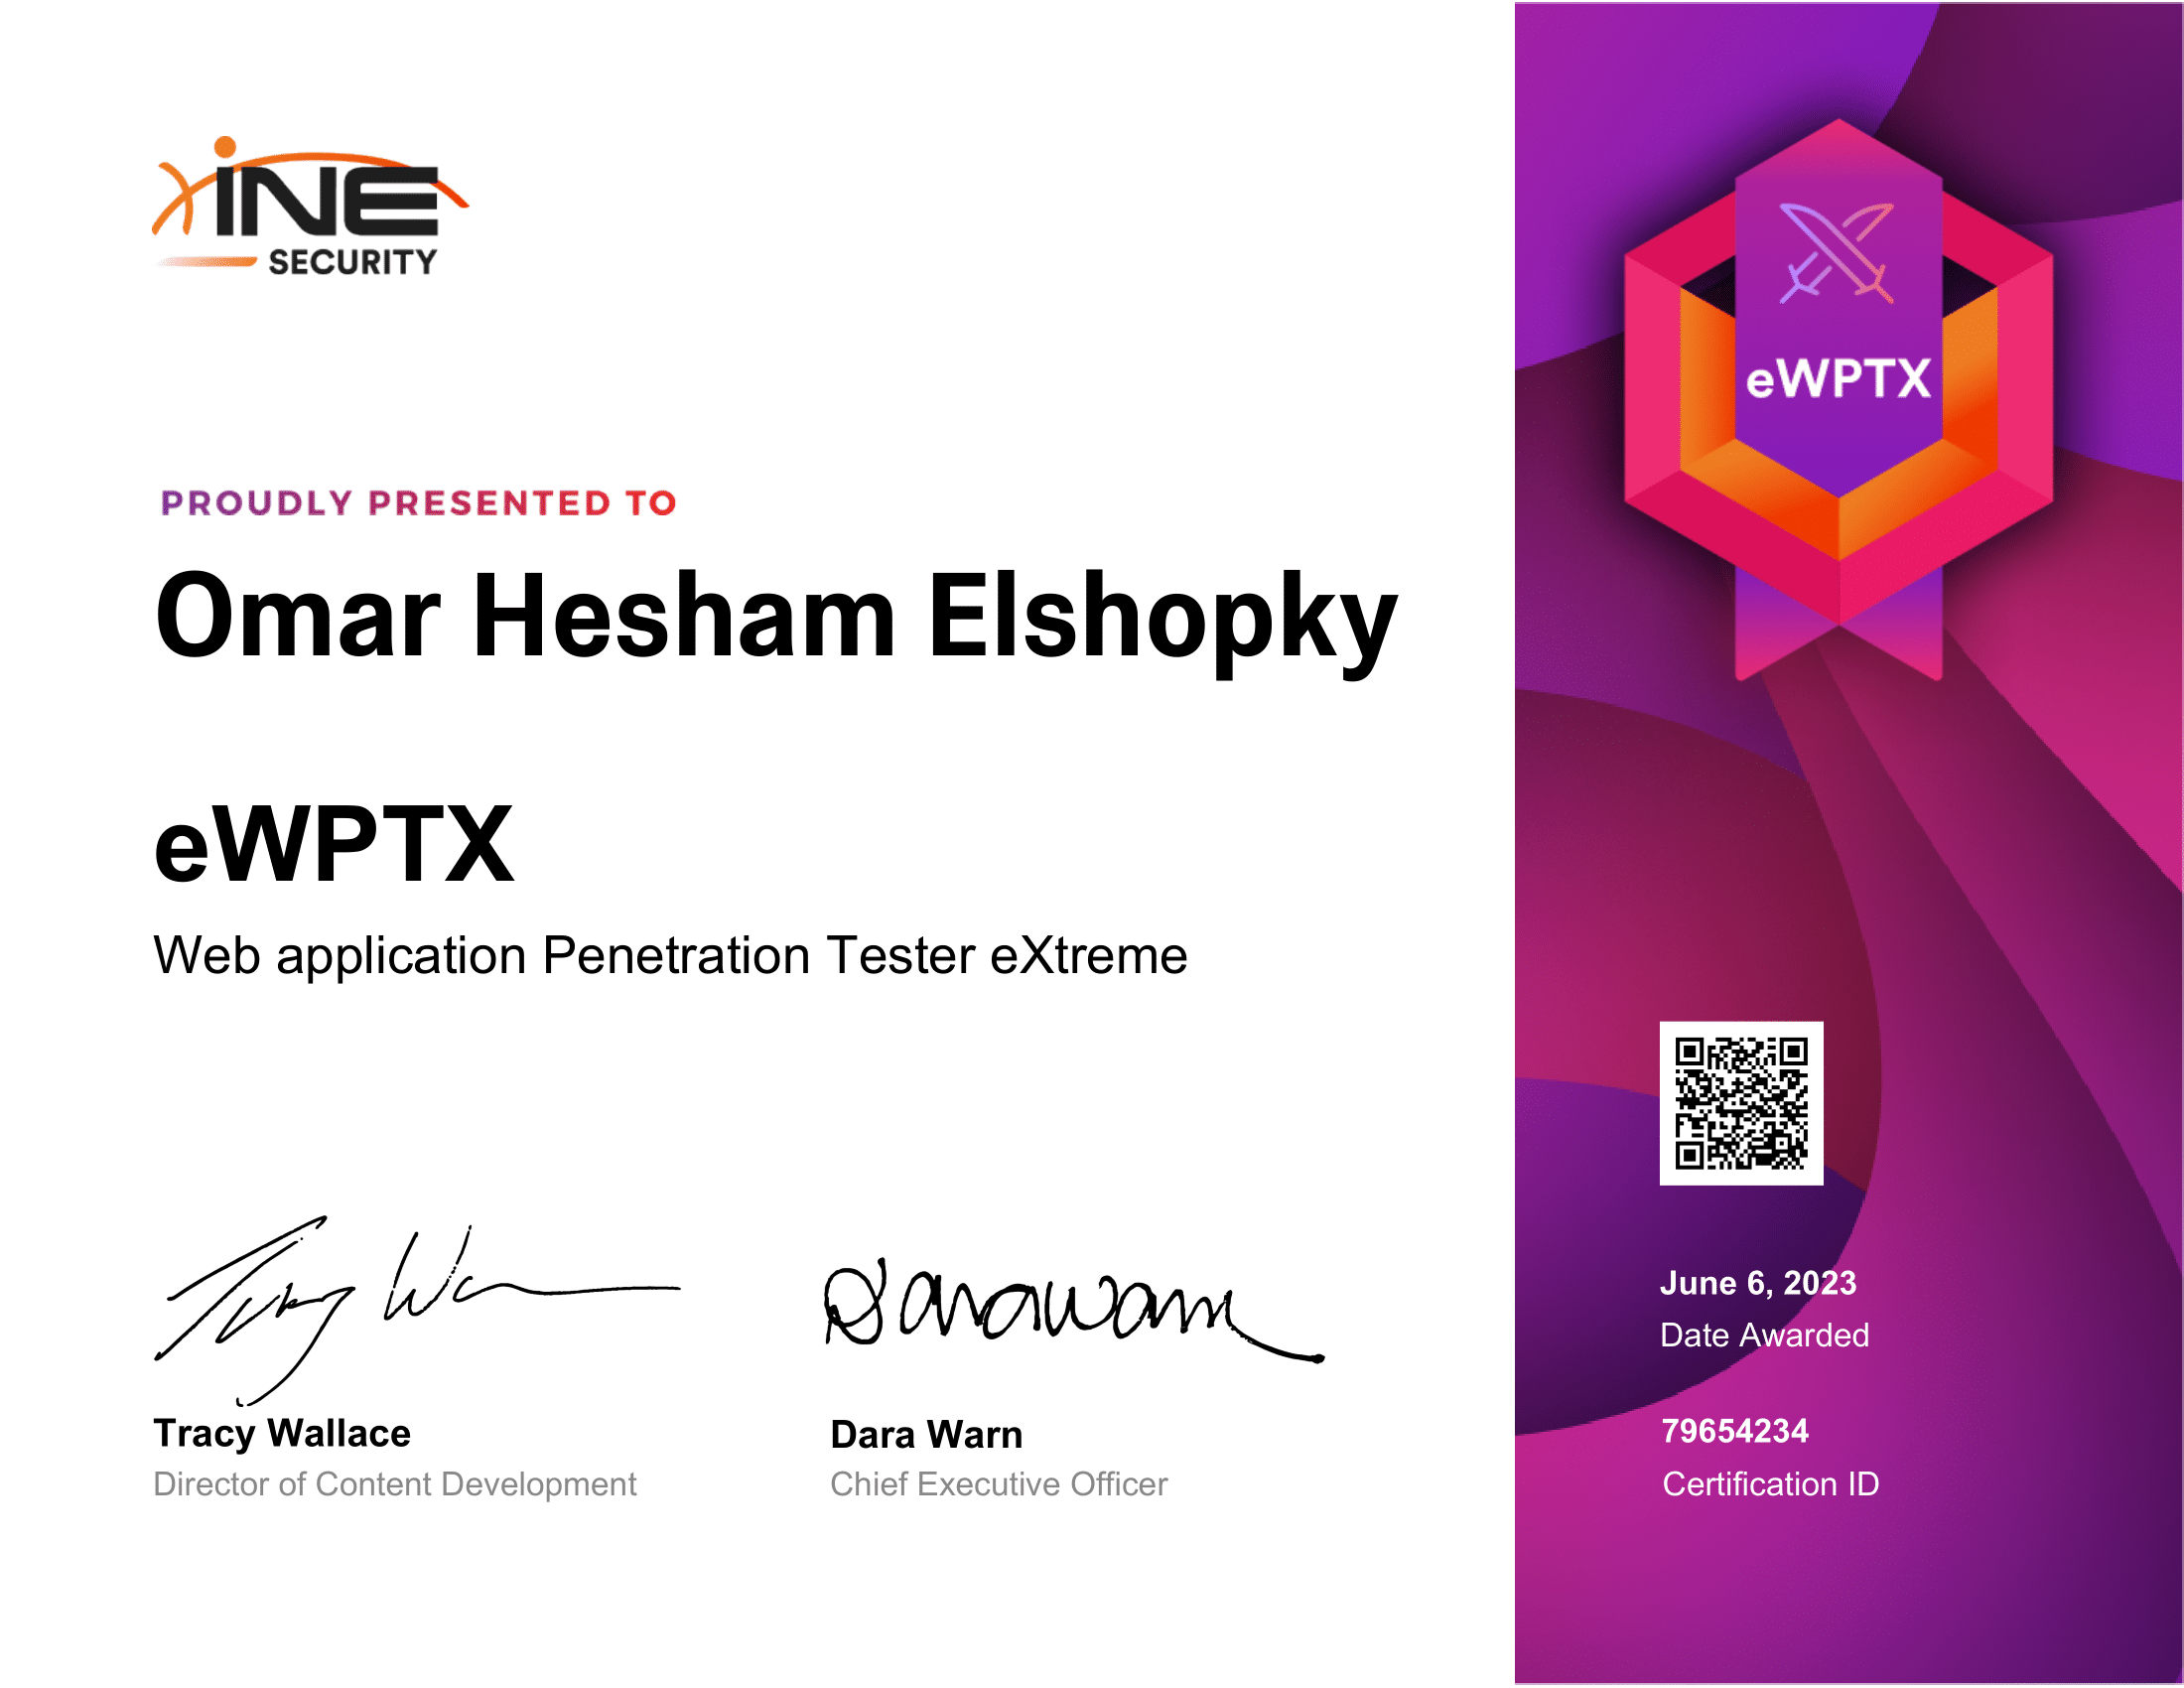 INE
SECURITY
PROUDLY PRESENTED TO
Omar Hesham Elshopky
eWPTX
Web application Penetration Tester eXtreme
Tracy Wallace
Director of Content Development
Dara Warn
Chief Executive Officer
eWPTX
June 6, 2023
Date Awarded
79654234
Certification ID